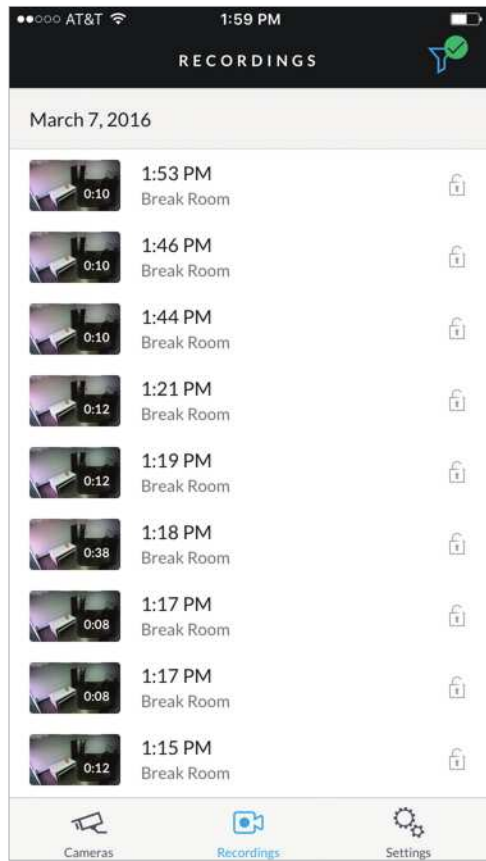 AT&T 1:59 PM
RECORDINGS
March 7, 2016
1:53 PM
0:10
Break Room
1:46 PM
0:10
Break Room
1:44 PM
0:10
Break Room
1:21 PM
0:12
Break Room
1:19 PM
0:12
Break Room
1:18 PM
0:38
Break Room
1:17 PM
0:08
Break Room
1:17 PM
0:08
Break Room
1:15 PM
0:12
Break Room
Cameras Recordings Settings